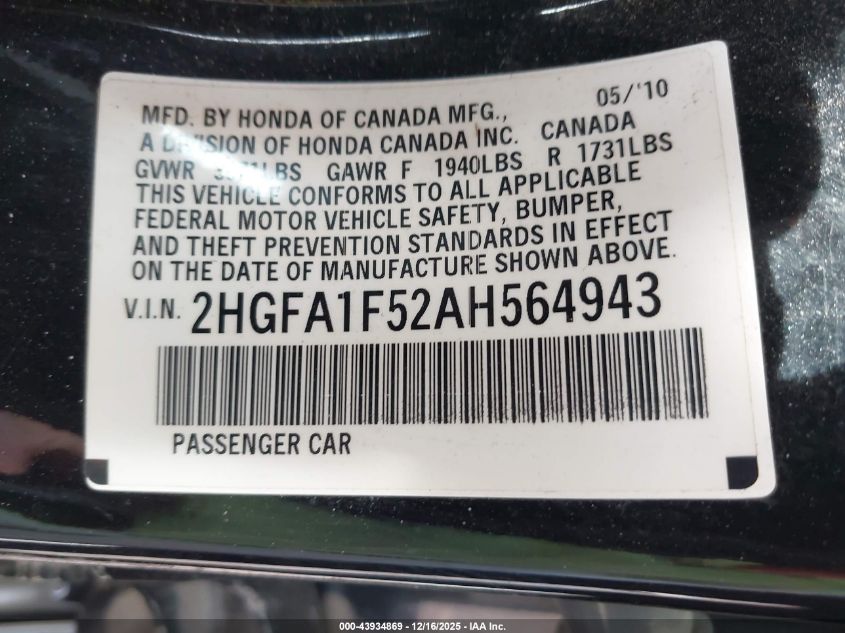 05/'10
MFD. BY HONDA OF CANADA MFG.,
A DIVISION OF HONDA CANADA INC. CANADA
GVWR LBS GAWR F 1940LBS R 1731LBS
THIS VEHICLE CONFORMS TO ALL APPLICABLE
FEDERAL MOTOR VEHICLE SAFETY, BUMPER,
AND THEFT PREVENTION STANDARDS IN EFFECT
ON THE DATE OF MANUFACTURE SHOWN ABOVE.
V.I.N. 2HGFA1F52AH564943
PASSENGER CAR
000-43934869 - 12/16/2025 - IAA Inc.